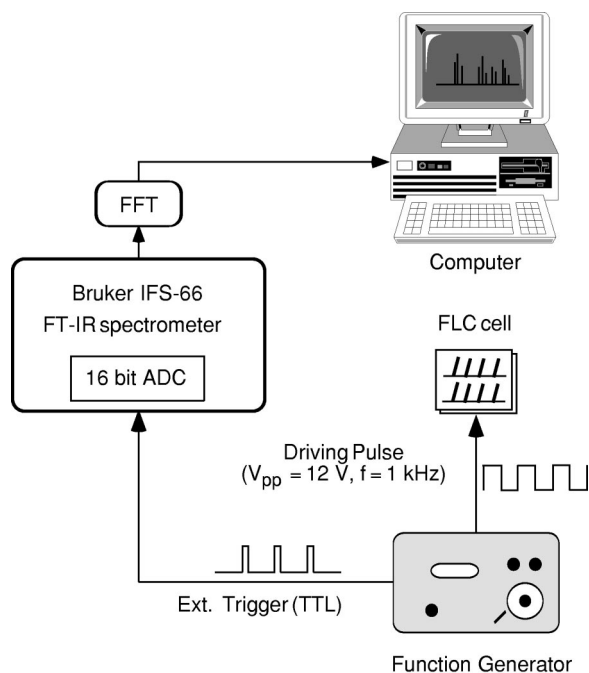 FFT
Computer
Bruker IFS-66
FT-IR spectrometer
16 bit ADC
FLC cell
Driving Pulse
(Vpp = 12 V, f = 1 kHz)
Ext. Trigger (TTL)
Function Generator